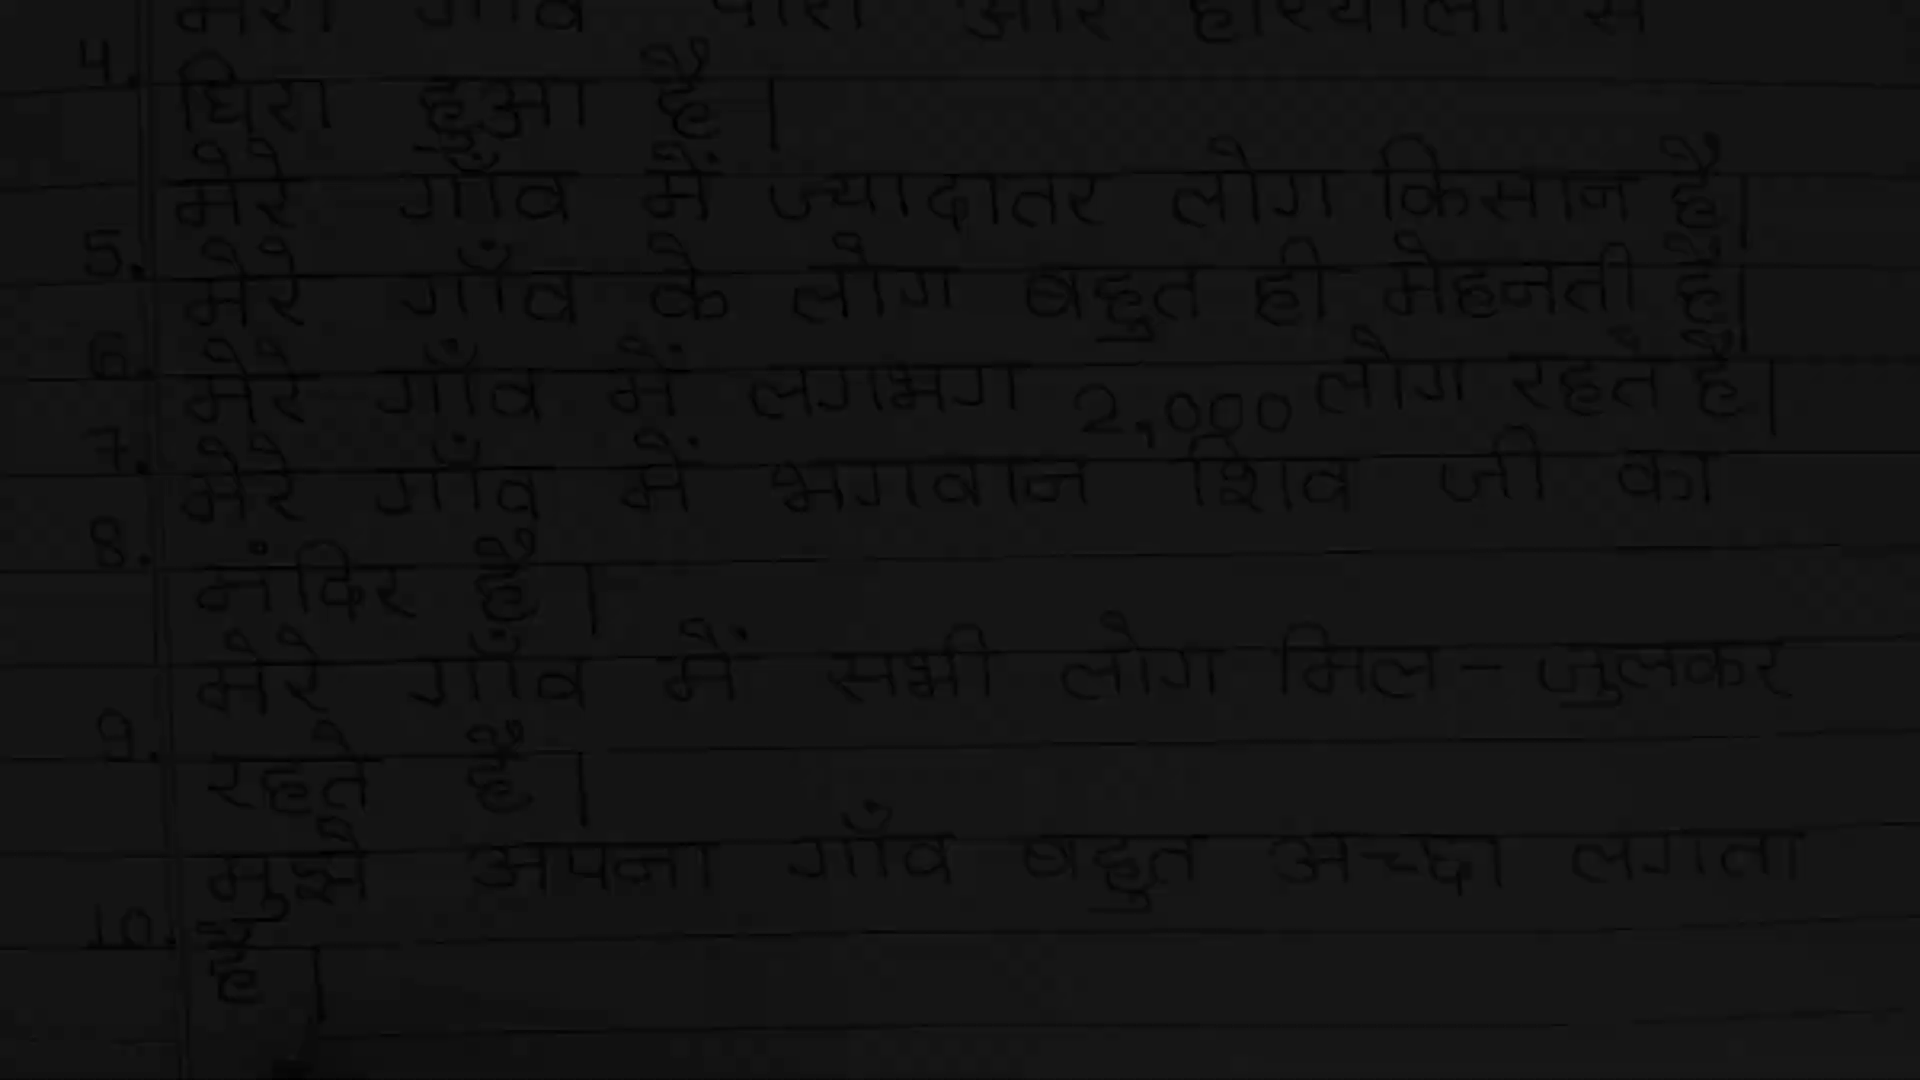 मेरा गाँव चारों ओर हरियाली से
4. घिरा हुआ है।
मेरे गाँव में ज्यादातर लोग किसान है।
5. मेरे गाँव के लोग बहुत ही मेहनती है।
6. मेरे गाँव में लगभग 2,000 लोग रहते है।
7. मेरे गाँव में भगवान शिव जी का
8. मंदिर है।
मेरे गाँव में सभी लोग मिल - जुलकर
9. रहते है।
मुझे अपना गाँव बहुत अच्छा लगता
10. है।